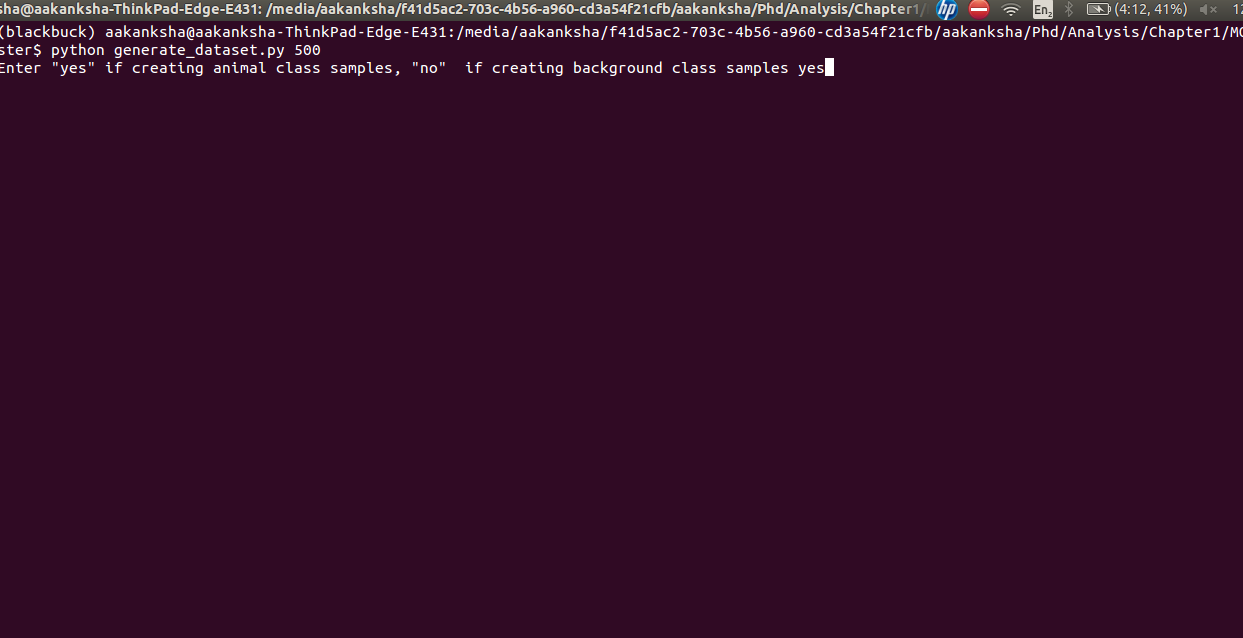 sha@aakanksha-ThinkPad-Edge-E431: /media/aakanksha/f41d5ac2-703c-4b56-a960-cd3a54f21cfb/aakanksha/Phd/Analysis/Chapter1/ hp En2 (4:12, 41%) 12
(blackbuck) aakanksha@aakanksha-ThinkPad-Edge-E431:/media/aakanksha/f41d5ac2-703c-4b56-a960-cd3a54f21cfb/aakanksha/Phd/Analysis/Chapter1/MO
ster$ python generate_dataset.py 500
Enter "yes" if creating animal class samples, "no"  if creating background class samples yes